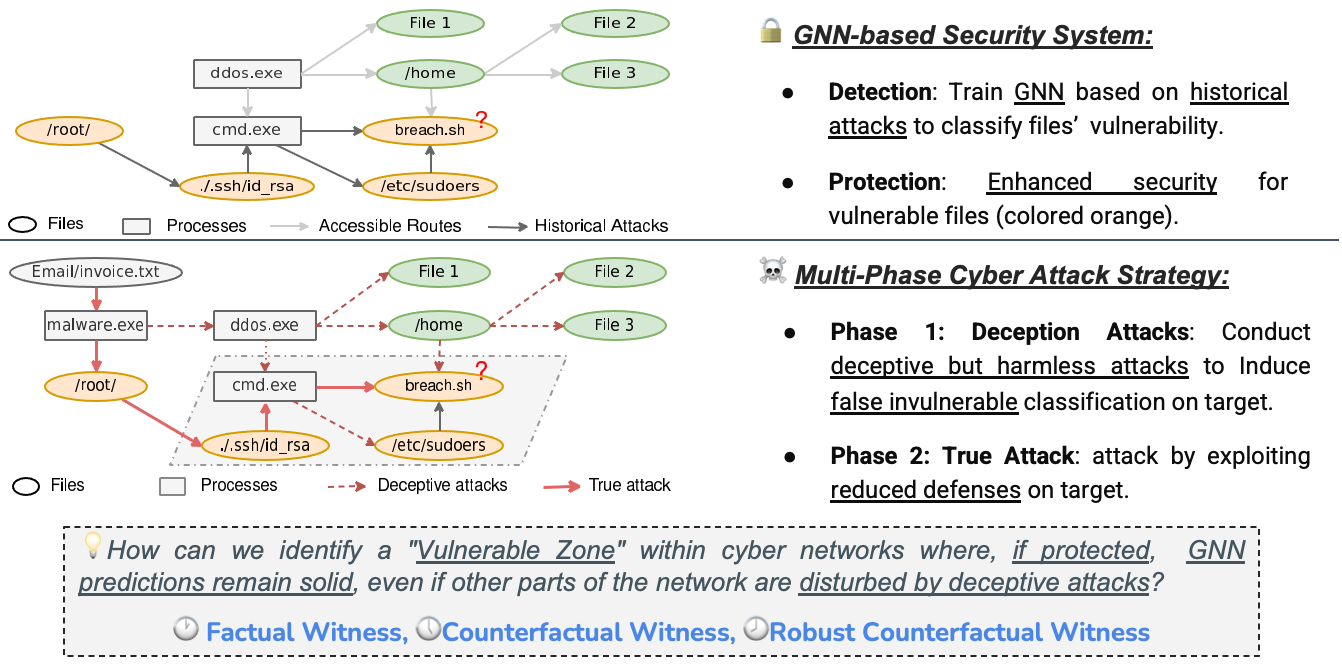 File 1
File 2
ddos.exe
/home
File 3
/root/
cmd.exe
breach.sh
?
./.ssh/id_rsa
/etc/sudoers
Files
Processes
Accessible Routes
Historical Attacks
GNN-based Security System:
● Detection: Train GNN based on historical
attacks to classify files’ vulnerability.
● Protection: Enhanced security for
vulnerable files (colored orange).
Email/invoice.txt
File 1
File 2
malware.exe
ddos.exe
/home
File 3
/root/
cmd.exe
breach.sh
?
./.ssh/id_rsa
/etc/sudoers
Files
Processes
Deceptive attacks
True attack
Multi-Phase Cyber Attack Strategy:
● Phase 1: Deception Attacks: Conduct
deceptive but harmless attacks to Induce
false invulnerable classification on target.
● Phase 2: True Attack: attack by exploiting
reduced defenses on target.
How can we identify a "Vulnerable Zone" within cyber networks where, if protected, GNN
predictions remain solid, even if other parts of the network are disturbed by deceptive attacks?
Factual Witness, Counterfactual Witness, Robust Counterfactual Witness